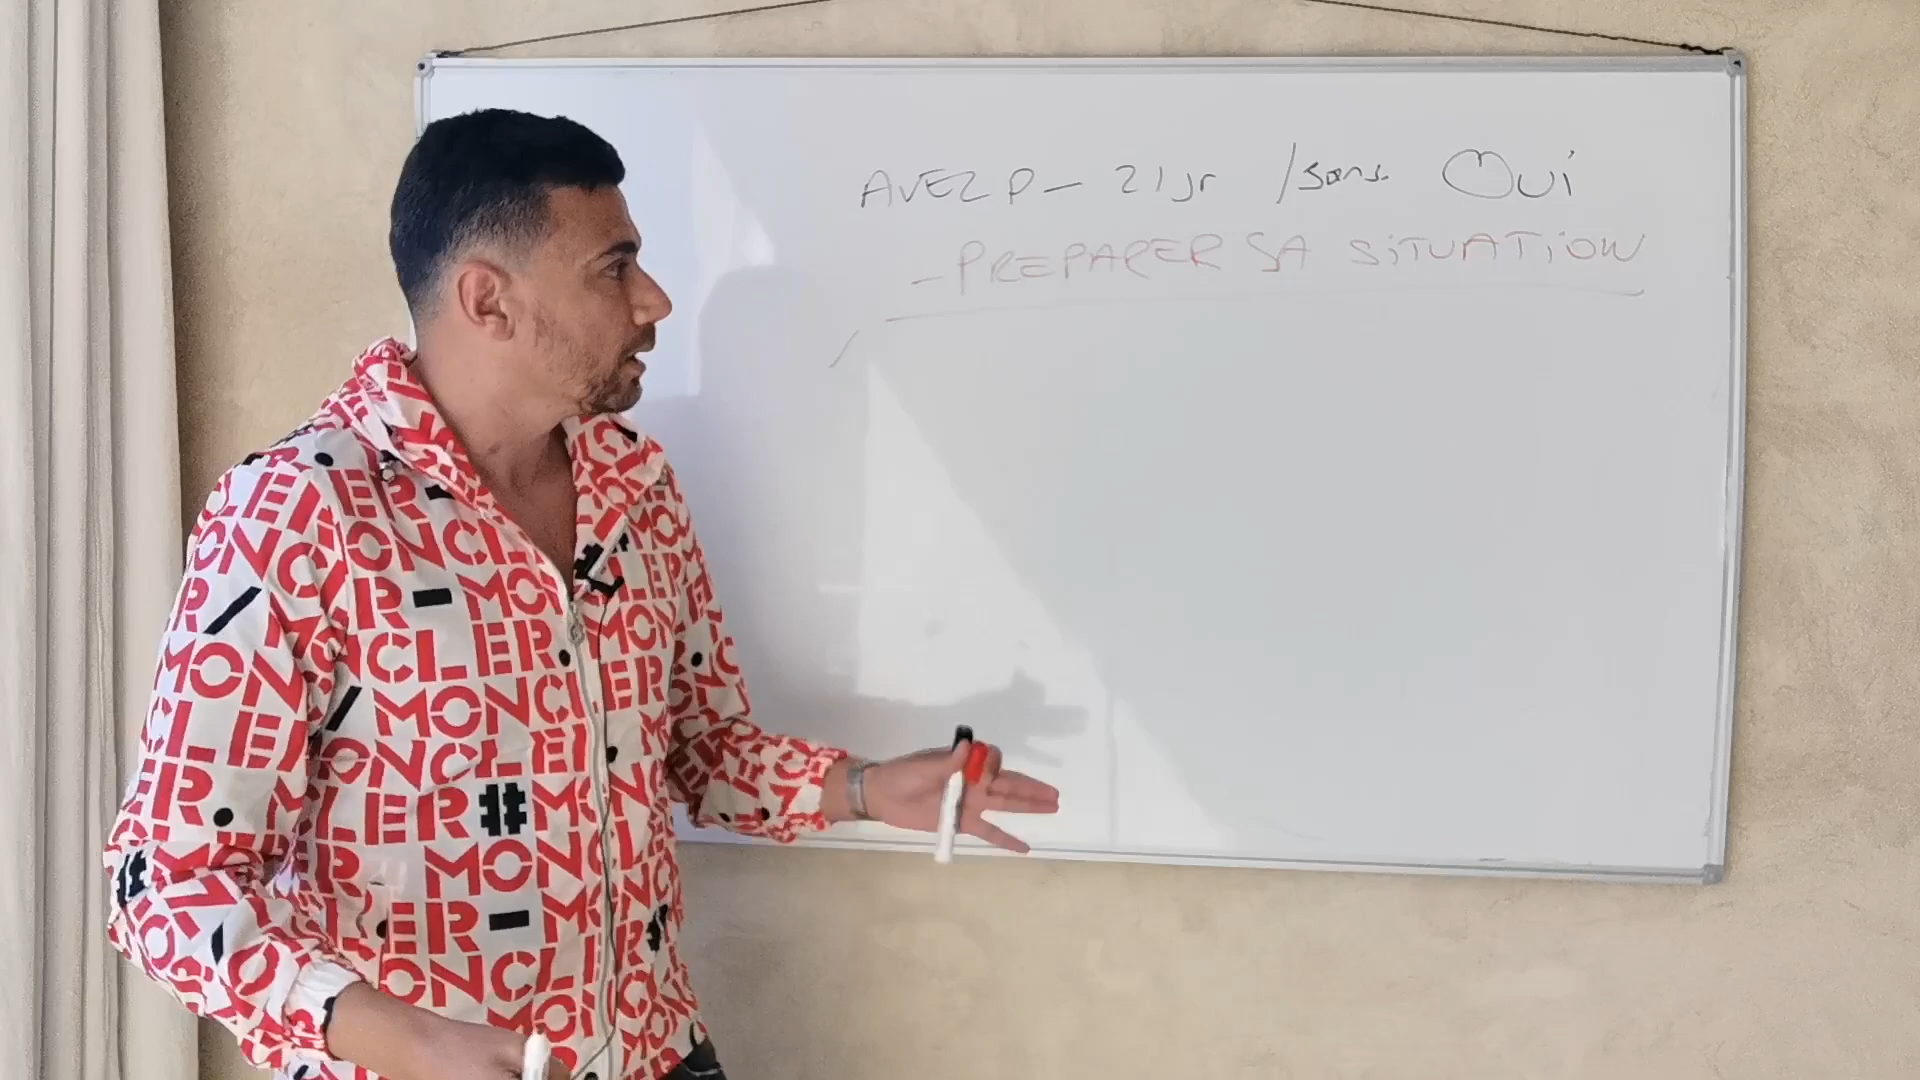 AVEZ P - 21 jr /sans Oui
- PREPARER SA SITUATION
MONCLER